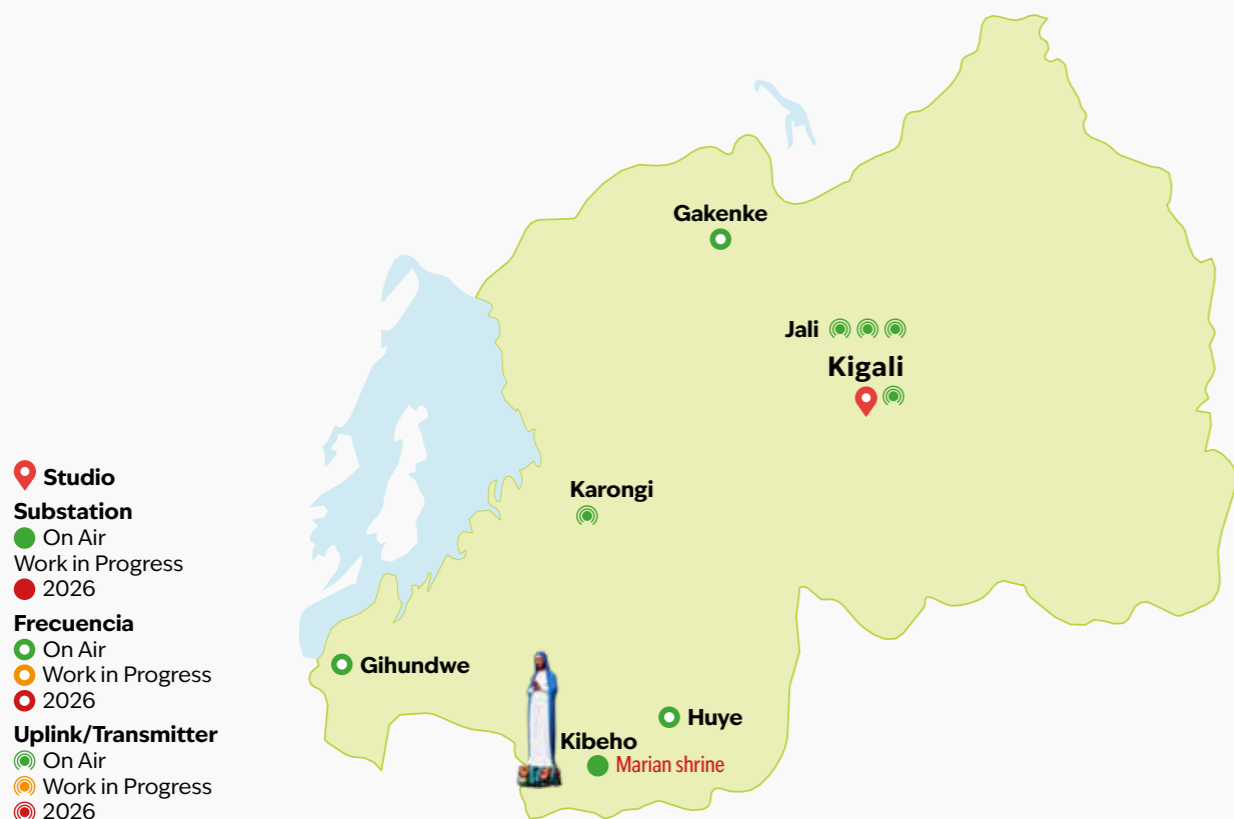 Gakenke
Jali
Kigali
Karongi
Gihundwe
Huye
Kibeho
Marian shrine
Studio
Substation
On Air
Work in Progress
2026
Frecuencia
On Air
Work in Progress
2026
Uplink/Transmitter
On Air
Work in Progress
2026